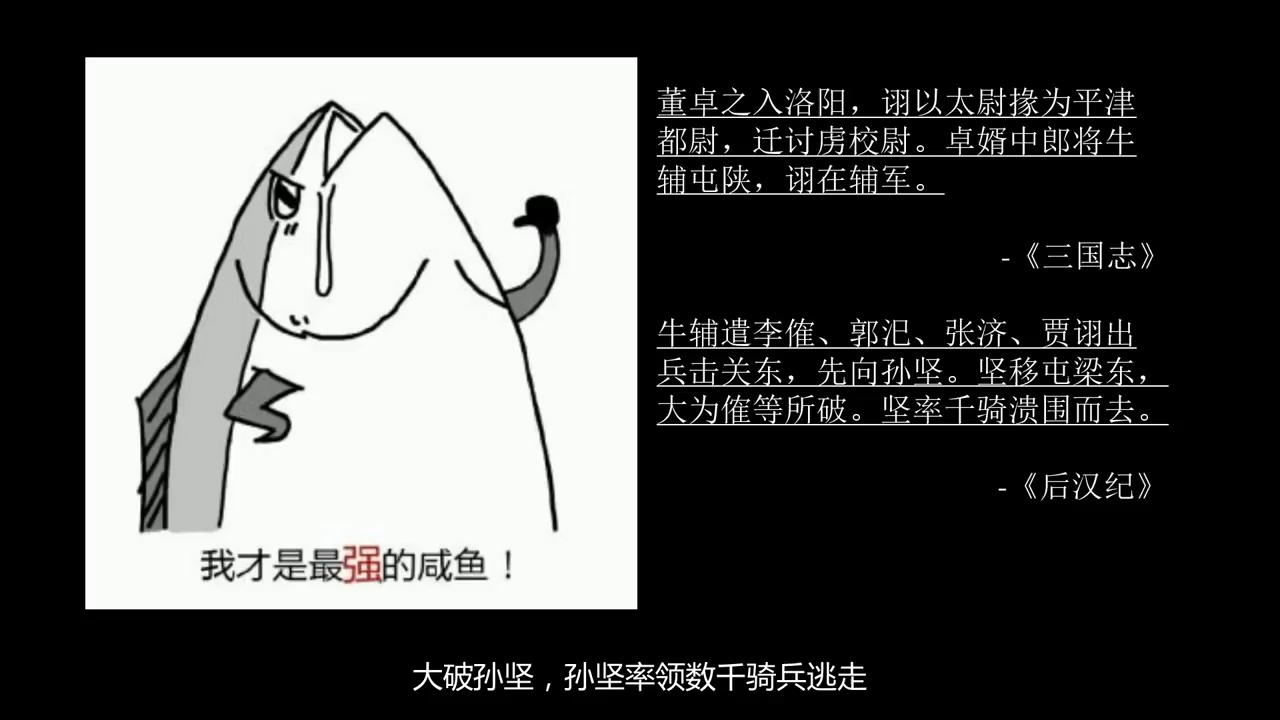 董卓之入洛阳，诩以太尉掾为平津
都尉，迁讨虏校尉。卓婿中郎将牛
辅屯陕，诩在辅军。
-《三国志》
牛辅遣李傕、郭汜、张济、贾诩出
兵击关东，先向孙坚。坚移屯梁东，
大为傕等所破。坚率千骑溃围而去。
-《后汉纪》
我才是最强的咸鱼！
大破孙坚，孙坚率领数千骑兵逃走